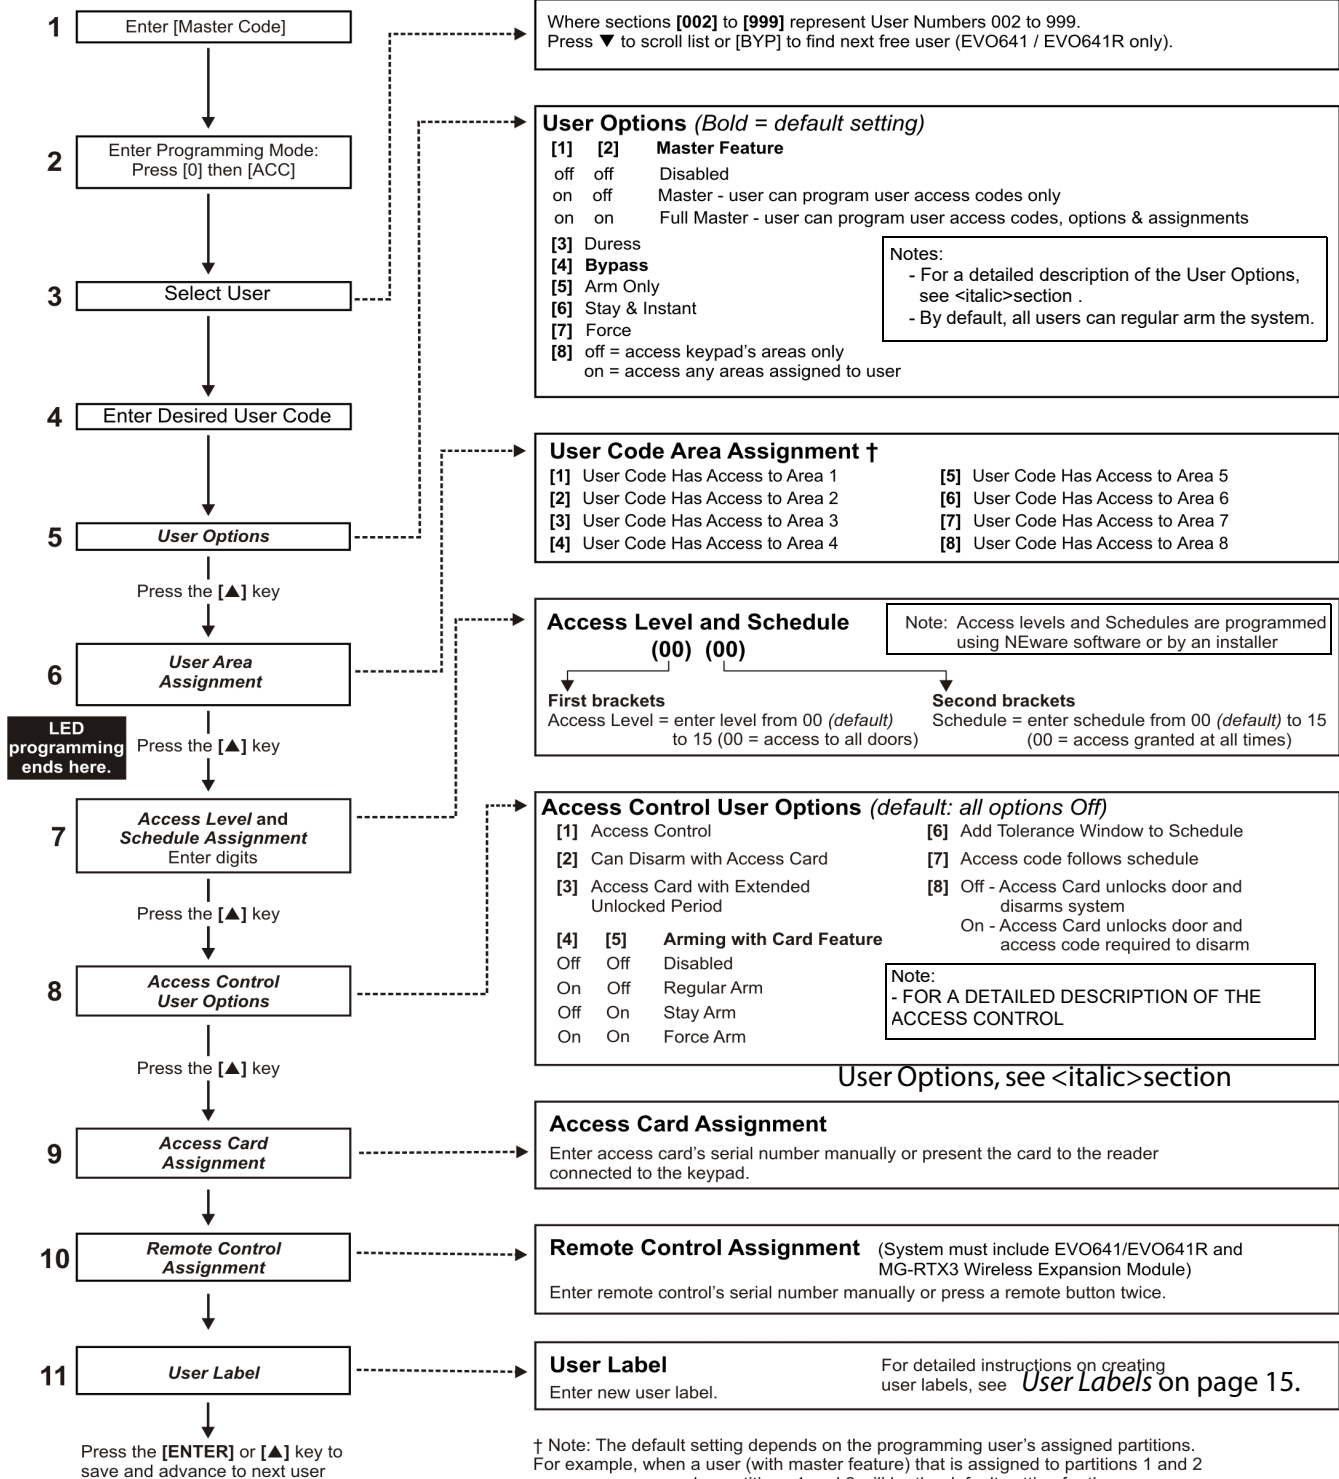 1
Enter [Master Code]
2
Enter Programming Mode:
Press [0] then [ACC]
3
Select User
4
Enter Desired User Code
5
User Options
Press the [▲] key
6
User Area
Assignment
LED
programming
ends here.
Press the [▲] key
7
Access Level and
Schedule Assignment
Enter digits
Press the [▲] key
8
Access Control
User Options
Press the [▲] key
9
Access Card
Assignment
10
Remote Control
Assignment
11
User Label
Press the [ENTER] or [▲] key to
save and advance to next user
Where sections [002] to [999] represent User Numbers 002 to 999.
Press ▼ to scroll list or [BYP] to find next free user (EVO641 / EVO641R only).
User Options (Bold = default setting)
[1] [2] Master Feature
off off Disabled
on off Master - user can program user access codes only
on on Full Master - user can program user access codes, options & assignments
[3] Duress
[4] Bypass
[5] Arm Only
[6] Stay & Instant
[7] Force
[8] off = access keypad's areas only
on = access any areas assigned to user
Notes:
- For a detailed description of the User Options,
see <italic>section .
- By default, all users can regular arm the system.
User Code Area Assignment †
[1] User Code Has Access to Area 1
[2] User Code Has Access to Area 2
[3] User Code Has Access to Area 3
[4] User Code Has Access to Area 4
[5] User Code Has Access to Area 5
[6] User Code Has Access to Area 6
[7] User Code Has Access to Area 7
[8] User Code Has Access to Area 8
Access Level and Schedule
(00) (00)
Note: Access levels and Schedules are programmed
using NEware software or by an installer
First brackets
Access Level = enter level from 00 (default)
to 15 (00 = access to all doors)
Second brackets
Schedule = enter schedule from 00 (default) to 15
(00 = access granted at all times)
Access Control User Options (default: all options Off)
[1] Access Control
[2] Can Disarm with Access Card
[3] Access Card with Extended
Unlocked Period
[4] [5] Arming with Card Feature
Off Off Disabled
On Off Regular Arm
Off On Stay Arm
On On Force Arm
[6] Add Tolerance Window to Schedule
[7] Access code follows schedule
[8] Off - Access Card unlocks door and
disarms system
On - Access Card unlocks door and
access code required to disarm
Note:
- FOR A DETAILED DESCRIPTION OF THE
ACCESS CONTROL
User Options, see <italic>section
Access Card Assignment
Enter access card's serial number manually or present the card to the reader
connected to the keypad.
Remote Control Assignment (System must include EVO641/EVO641R and
MG-RTX3 Wireless Expansion Module)
Enter remote control's serial number manually or press a remote button twice.
User Label
Enter new user label.
For detailed instructions on creating
user labels, see User Labels on page 15.
† Note: The default setting depends on the programming user's assigned partitions.
For example, when a user (with master feature) that is assigned to partitions 1 and 2